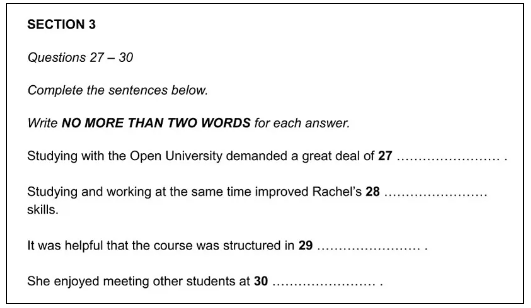 SECTION 3
Questions 27 – 30
Complete the sentences below.
Write NO MORE THAN TWO WORDS for each answer.
Studying with the Open University demanded a great deal of 27 ........................ .
Studying and working at the same time improved Rachel's 28 ........................
skills.
It was helpful that the course was structured in 29 ........................ .
She enjoyed meeting other students at 30 ........................ .